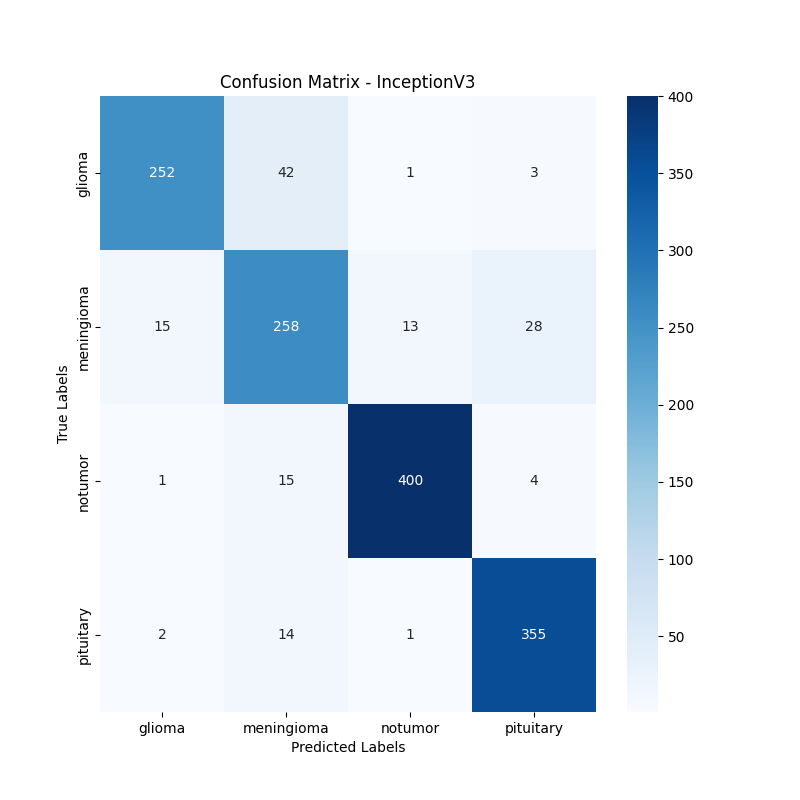 Confusion Matrix - InceptionV3
glioma
252 42 1 3
meningioma
15 258 13 28
notumor
1 15 400 4
pituitary
2 14 1 355
True Labels
glioma meningioma notumor pituitary
Predicted Labels
400
350
300
250
200
150
100
50